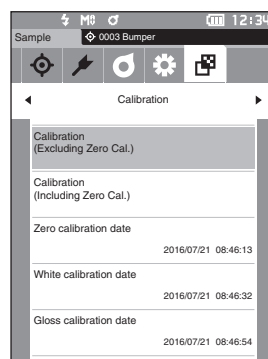 M0 12:34
Sample 0003 Bumper
Calibration
Calibration
(Excluding Zero Cal.)
Calibration
(Including Zero Cal.)
Zero calibration date
2016/07/21 08:46:13
White calibration date
2016/07/21 08:46:32
Gloss calibration date
2016/07/21 08:46:54